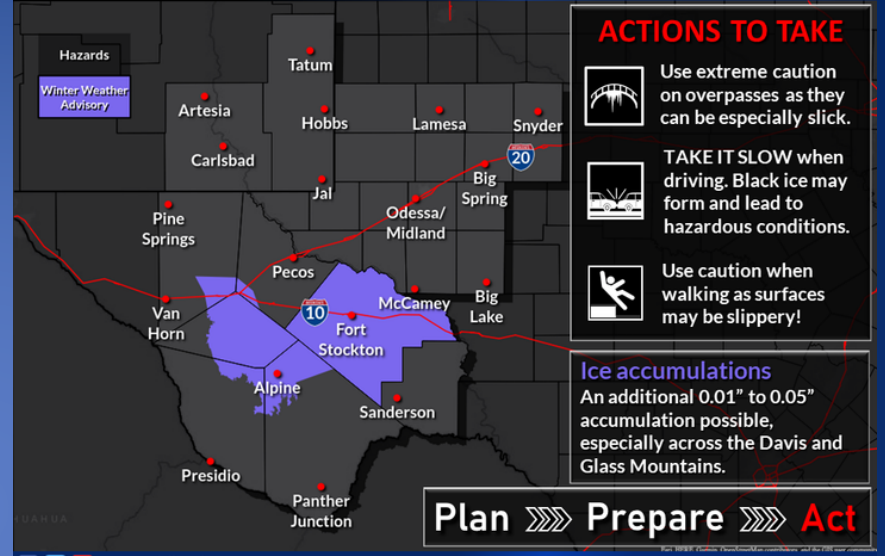 Hazards
Winter Weather
Advisory
Tatum
Artesia
Hobbs
Lamesa
Snyder
Carlsbad
20
Jal
Big
Spring
Odessa/
Midland
Pine
Springs
Pecos
McCamey
Big
Lake
Van
Horn
10
Fort
Stockton
Alpine
Sanderson
Presidio
Panther
Junction
HUAHUA
ACTIONS TO TAKE
Use extreme caution
on overpasses as they
can be especially slick.
TAKE IT SLOW when
driving. Black ice may
form and lead to
hazardous conditions.
Use caution when
walking as surfaces
may be slippery!
Ice accumulations
An additional 0.01” to 0.05”
accumulation possible,
especially across the Davis and
Glass Mountains.
Plan Prepare Act